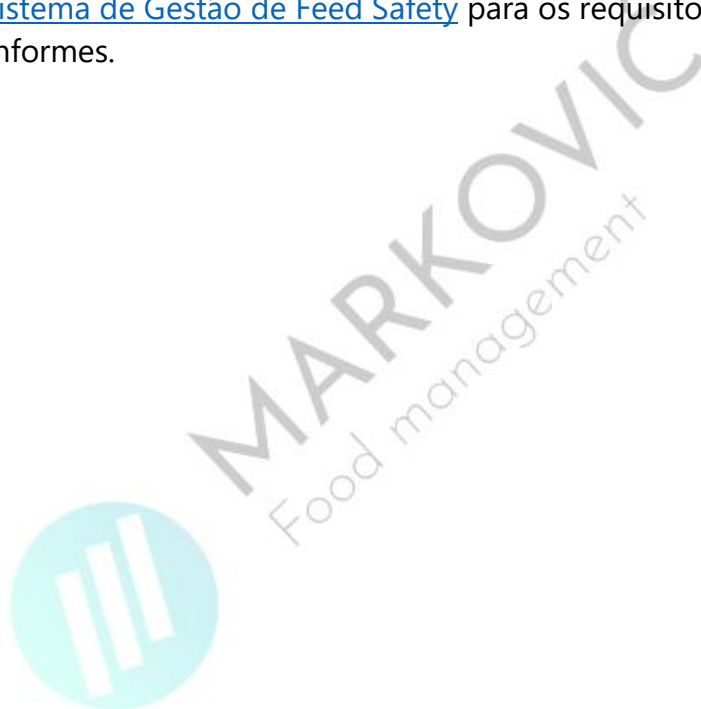 istema de Gestão de Feed Safety para os requisito
nformes.
MARKOVIC
Food management